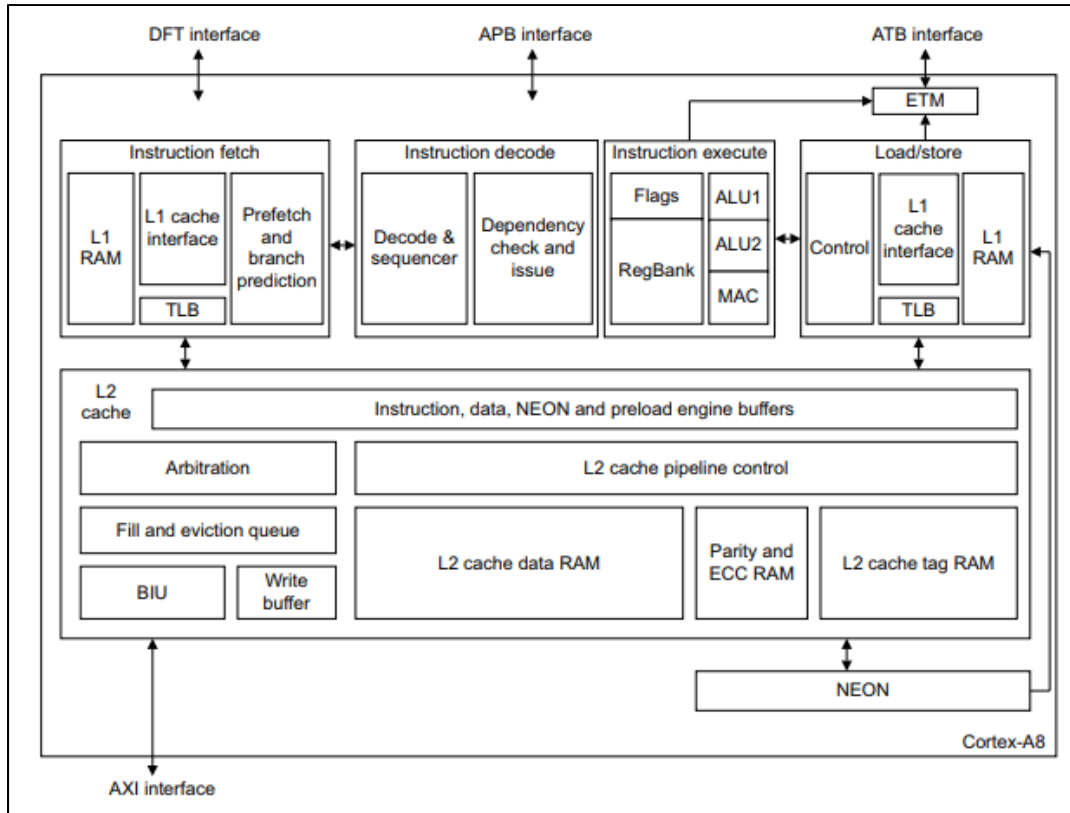 DFT interface
APB interface
ATB interface
ETM
Instruction fetch
L1
RAM
L1 cache
interface
TLB
Prefetch
and
branch
prediction
Instruction decode
Decode &
sequencer
Dependency
check and
issue
Instruction execute
Flags
RegBank
ALU1
ALU2
MAC
Load/store
Control
L1
cache
interface
TLB
L1
RAM
L2
cache
Instruction, data, NEON and preload engine buffers
Arbitration
L2 cache pipeline control
Fill and eviction queue
BIU
Write
buffer
L2 cache data RAM
Parity and
ECC RAM
L2 cache tag RAM
NEON
Cortex-A8
AXI interface